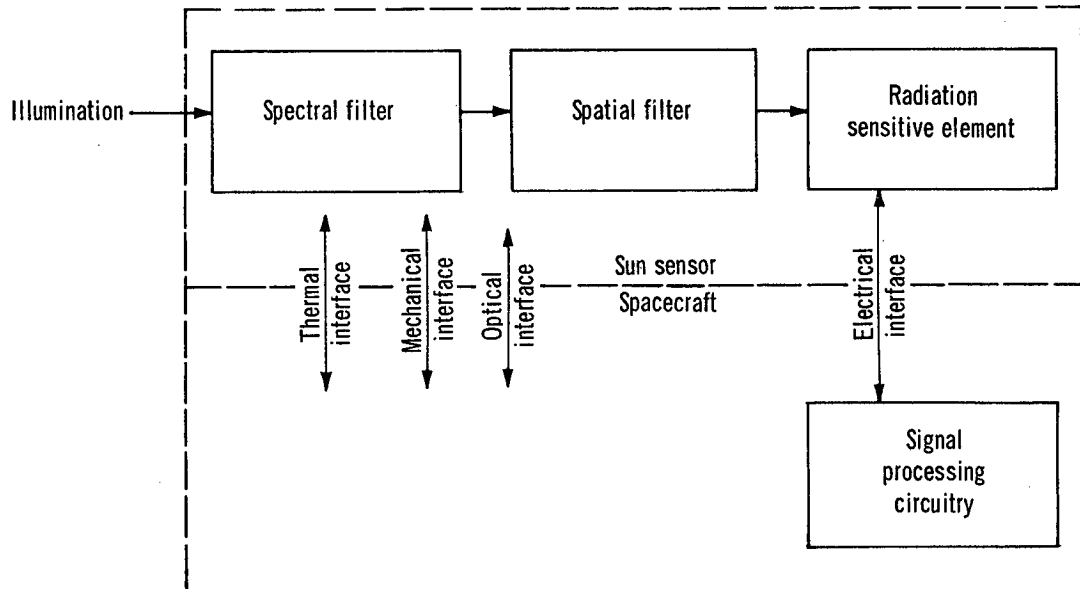 Illumination
Spectral filter
Spatial filter
Radiation
sensitive element
Thermal
interface
Mechanical
interface
Optical
interface
Sun sensor
Spacecraft
Electrical
interface
Signal
processing
circuitry